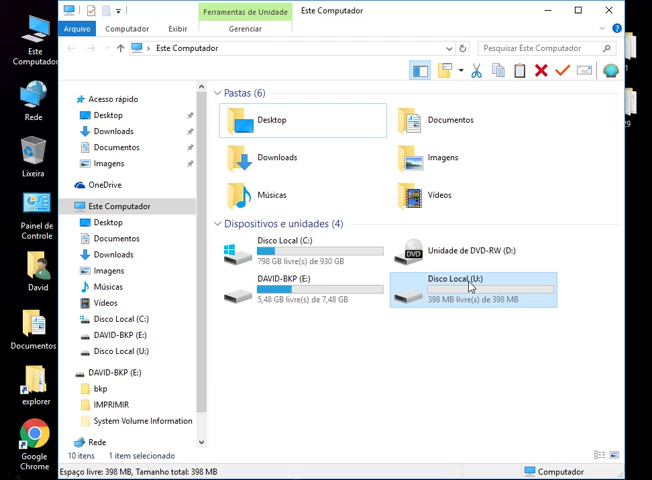 Este
Computador
Rede
Lixeira
Painel de
Controle
David
Documentos
explorer
Google
Chrome
Ferramentas de Unidade
Este Computador
Arquivo
Computador
Exibir
Gerenciar
Este Computador
Pesquisar Este Computador
Acesso rápido
Desktop
Downloads
Documentos
Imagens
OneDrive
Este Computador
Desktop
Documentos
Downloads
Imagens
Músicas
Vídeos
Disco Local (C:)
DAVID-BKP (E:)
Disco Local (U:)
DAVID-BKP (E:)
bkp
IMPRIMIR
System Volume Information
Rede
Pastas (6)
Desktop
Documentos
Downloads
Imagens
Músicas
Vídeos
Dispositivos e unidades (4)
Disco Local (C:)
798 GB livre(s) de 930 GB
DVD
Unidade de DVD-RW (D:)
DAVID-BKP (E:)
5,48 GB livre(s) de 7,48 GB
Disco Local (U:)
398 MB livre(s) de 398 MB
10 itens 1 item selecionado
Espaço livre: 398 MB, Tamanho total: 398 MB
Computador
1
29